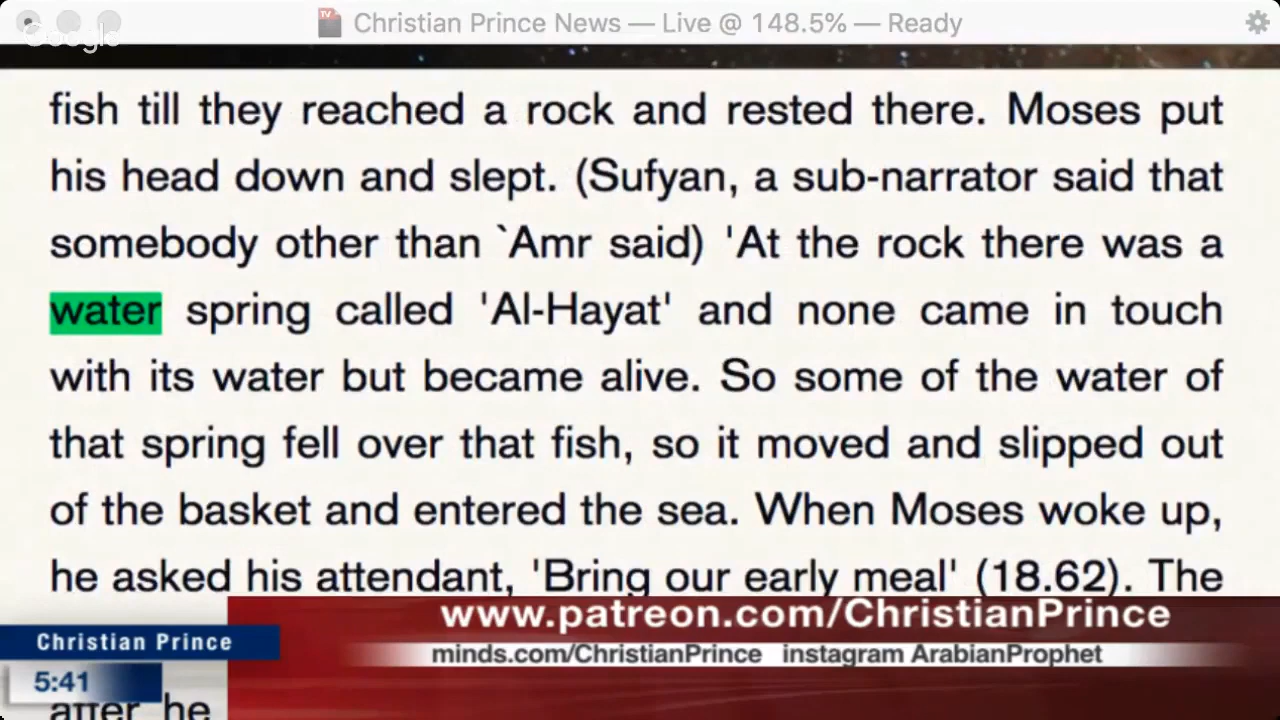 Christian Prince News — Live @ 148.5% — Ready
Google
fish till they reached a rock and rested there. Moses put
his head down and slept. (Sufyan, a sub-narrator said that
somebody other than `Amr said) 'At the rock there was a
water spring called 'Al-Hayat' and none came in touch
with its water but became alive. So some of the water of
that spring fell over that fish, so it moved and slipped out
of the basket and entered the sea. When Moses woke up,
he asked his attendant, 'Bring our early meal' (18.62). The
www.patreon.com/ChristianPrince
Christian Prince
minds.com/ChristianPrince instagram ArabianProphet
5:41
after he